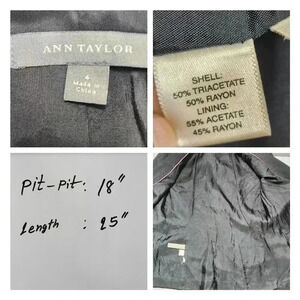 ANN TAYLOR
4
MADE IN
CHINA
SHELL:
50% TRIACETATE
50% RAYON
LINING:
55% ACETATE
45% RAYON
Pit-Pit: 18"
Length : 25"